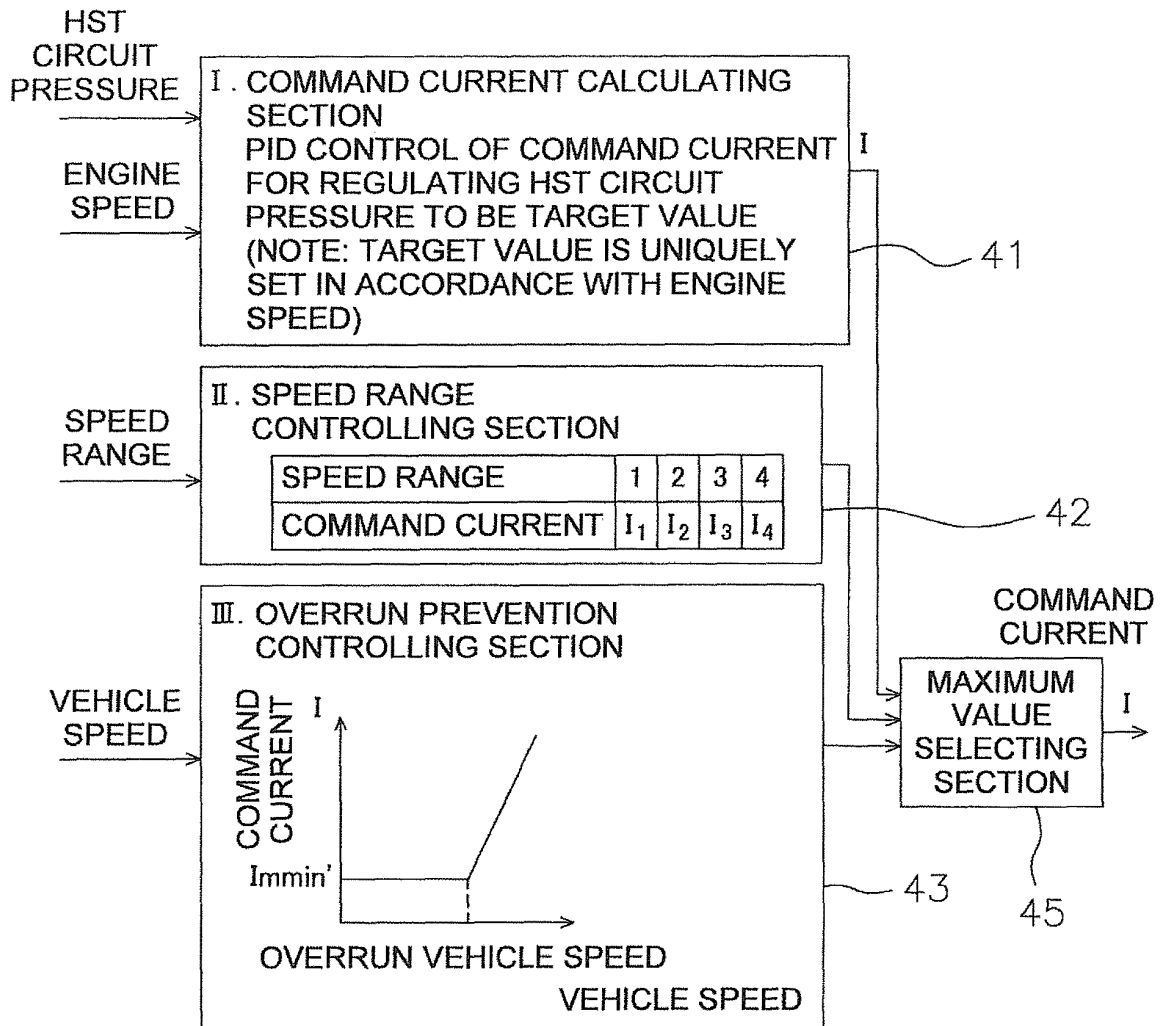 HST
CIRCUIT
PRESSURE
ENGINE
SPEED
I. COMMAND CURRENT CALCULATING
SECTION
PID CONTROL OF COMMAND CURRENT
FOR REGULATING HST CIRCUIT
PRESSURE TO BE TARGET VALUE
(NOTE: TARGET VALUE IS UNIQUELY
SET IN ACCORDANCE WITH ENGINE
SPEED)
I
41
SPEED
RANGE
II. SPEED RANGE
CONTROLLING SECTION
SPEED RANGE 1 2 3 4
COMMAND CURRENT I1 I2 I3 I4
42
VEHICLE
SPEED
III. OVERRUN PREVENTION
CONTROLLING SECTION
COMMAND
CURRENT
I
Immin'
OVERRUN VEHICLE SPEED
VEHICLE SPEED
43
COMMAND
CURRENT
MAXIMUM
VALUE
SELECTING
SECTION
I
45